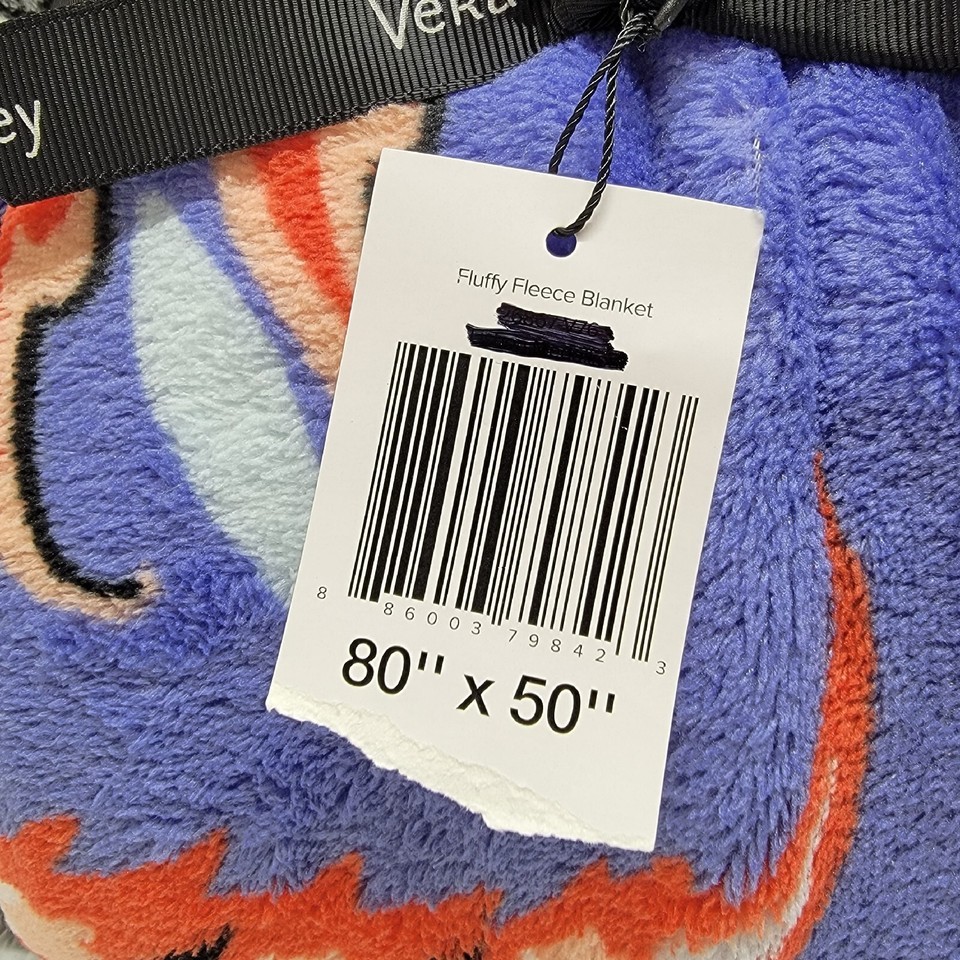 Vera
ey
Fluffy Fleece Blanket
8 86003 79842 3
80" x 50"